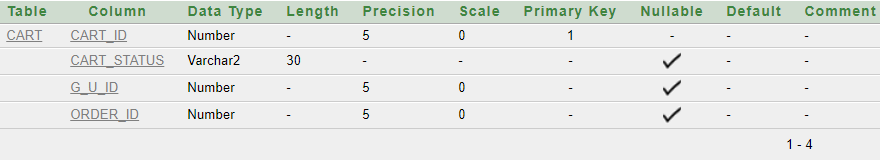 Table Column Data Type Length Precision Scale Primary Key Nullable Default Comment
CART CART_ID Number - 5 0 1 - - -
CART_STATUS Varchar2 30 - - - - -
G_U_ID Number - 5 0 - - -
ORDER_ID Number - 5 0 - - -
1 - 4